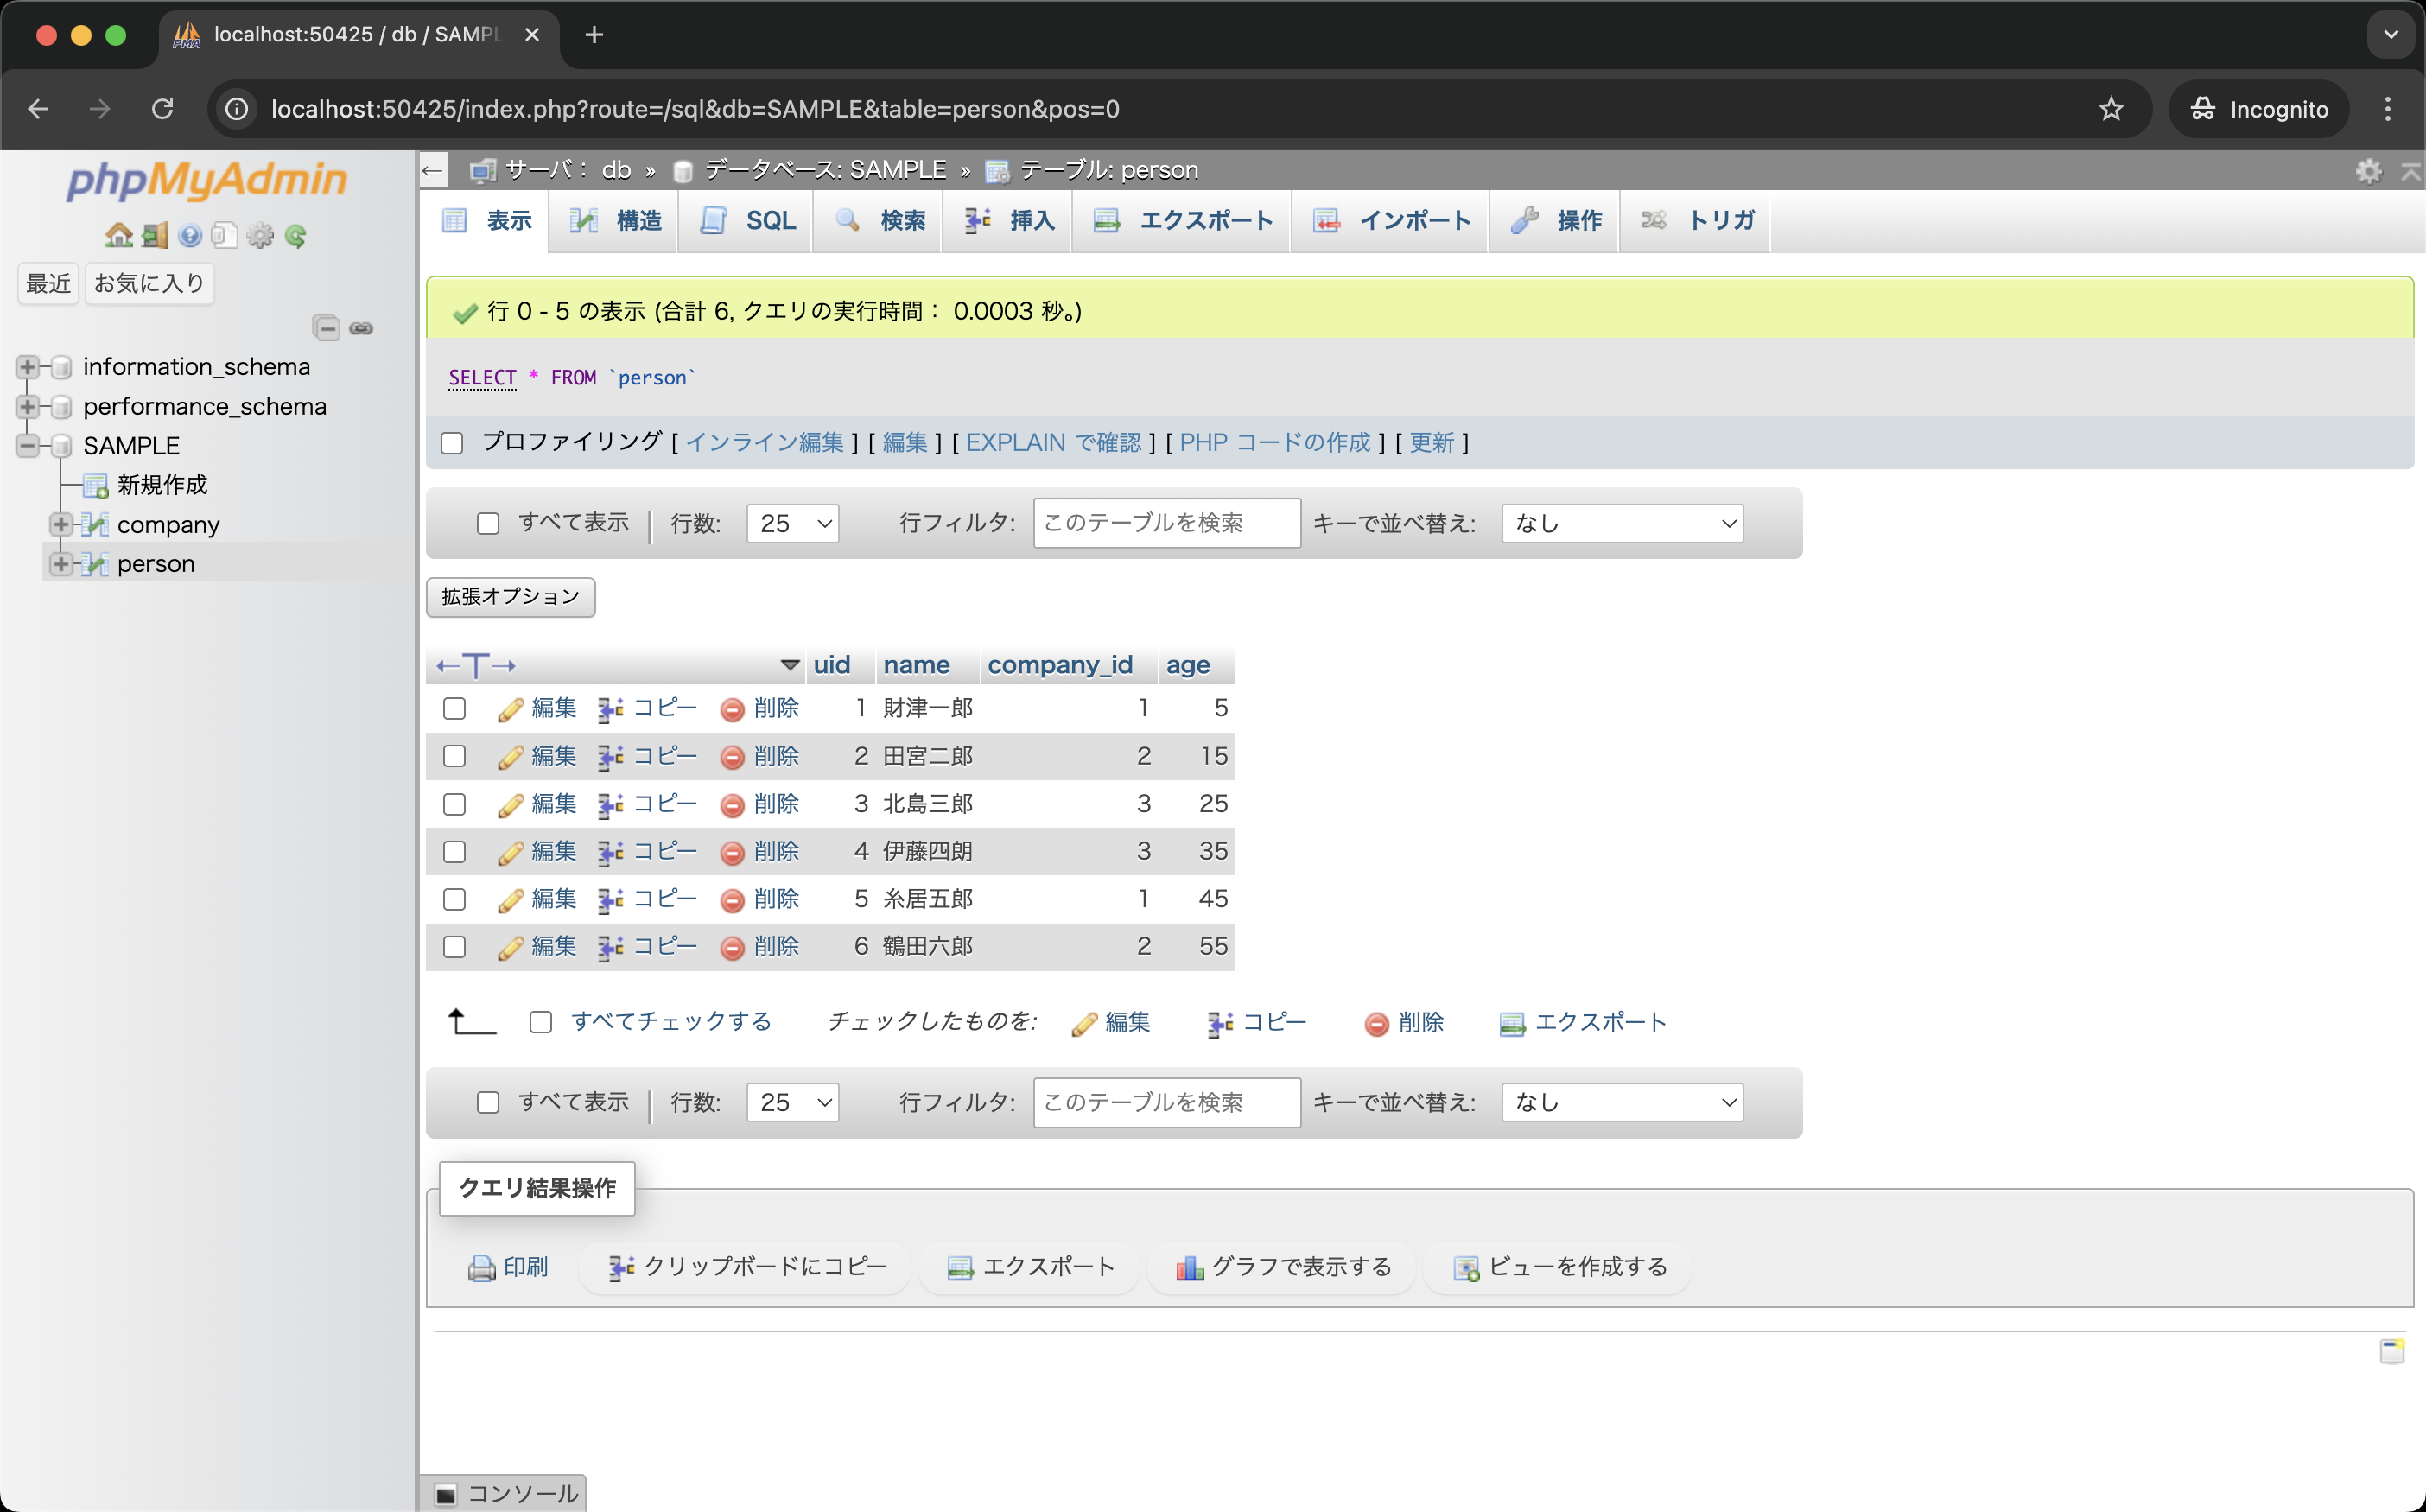 localhost:50425 / db / SAMPL
localhost:50425/index.php?route=/sql&db=SAMPLE&table=person&pos=0
Incognito
phpMyAdmin
最近 お気に入り
information_schema
performance_schema
SAMPLE
新規作成
company
person
サーバ： db » データベース: SAMPLE » テーブル: person
表示 構造 SQL 検索 挿入 エクスポート インポート 操作 トリガ
行 0 - 5 の表示 (合計 6, クエリの実行時間： 0.0003 秒。)
SELECT * FROM `person`
プロファイリング [ インライン編集 ] [ 編集 ] [ EXPLAIN で確認 ] [ PHP コードの作成 ] [ 更新 ]
すべて表示 | 行数: 25 行フィルタ: このテーブルを検索 キーで並べ替え: なし
拡張オプション
←T→ uid name company_id age
編集 コピー 削除 1 財津一郎 1 5
編集 コピー 削除 2 田宮二郎 2 15
編集 コピー 削除 3 北島三郎 3 25
編集 コピー 削除 4 伊藤四朗 3 35
編集 コピー 削除 5 糸居五郎 1 45
編集 コピー 削除 6 鶴田六郎 2 55
すべてチェックする チェックしたものを: 編集 コピー 削除 エクスポート
すべて表示 | 行数: 25 行フィルタ: このテーブルを検索 キーで並べ替え: なし
クエリ結果操作
印刷 クリップボードにコピー エクスポート グラフで表示する ビューを作成する
コンソール